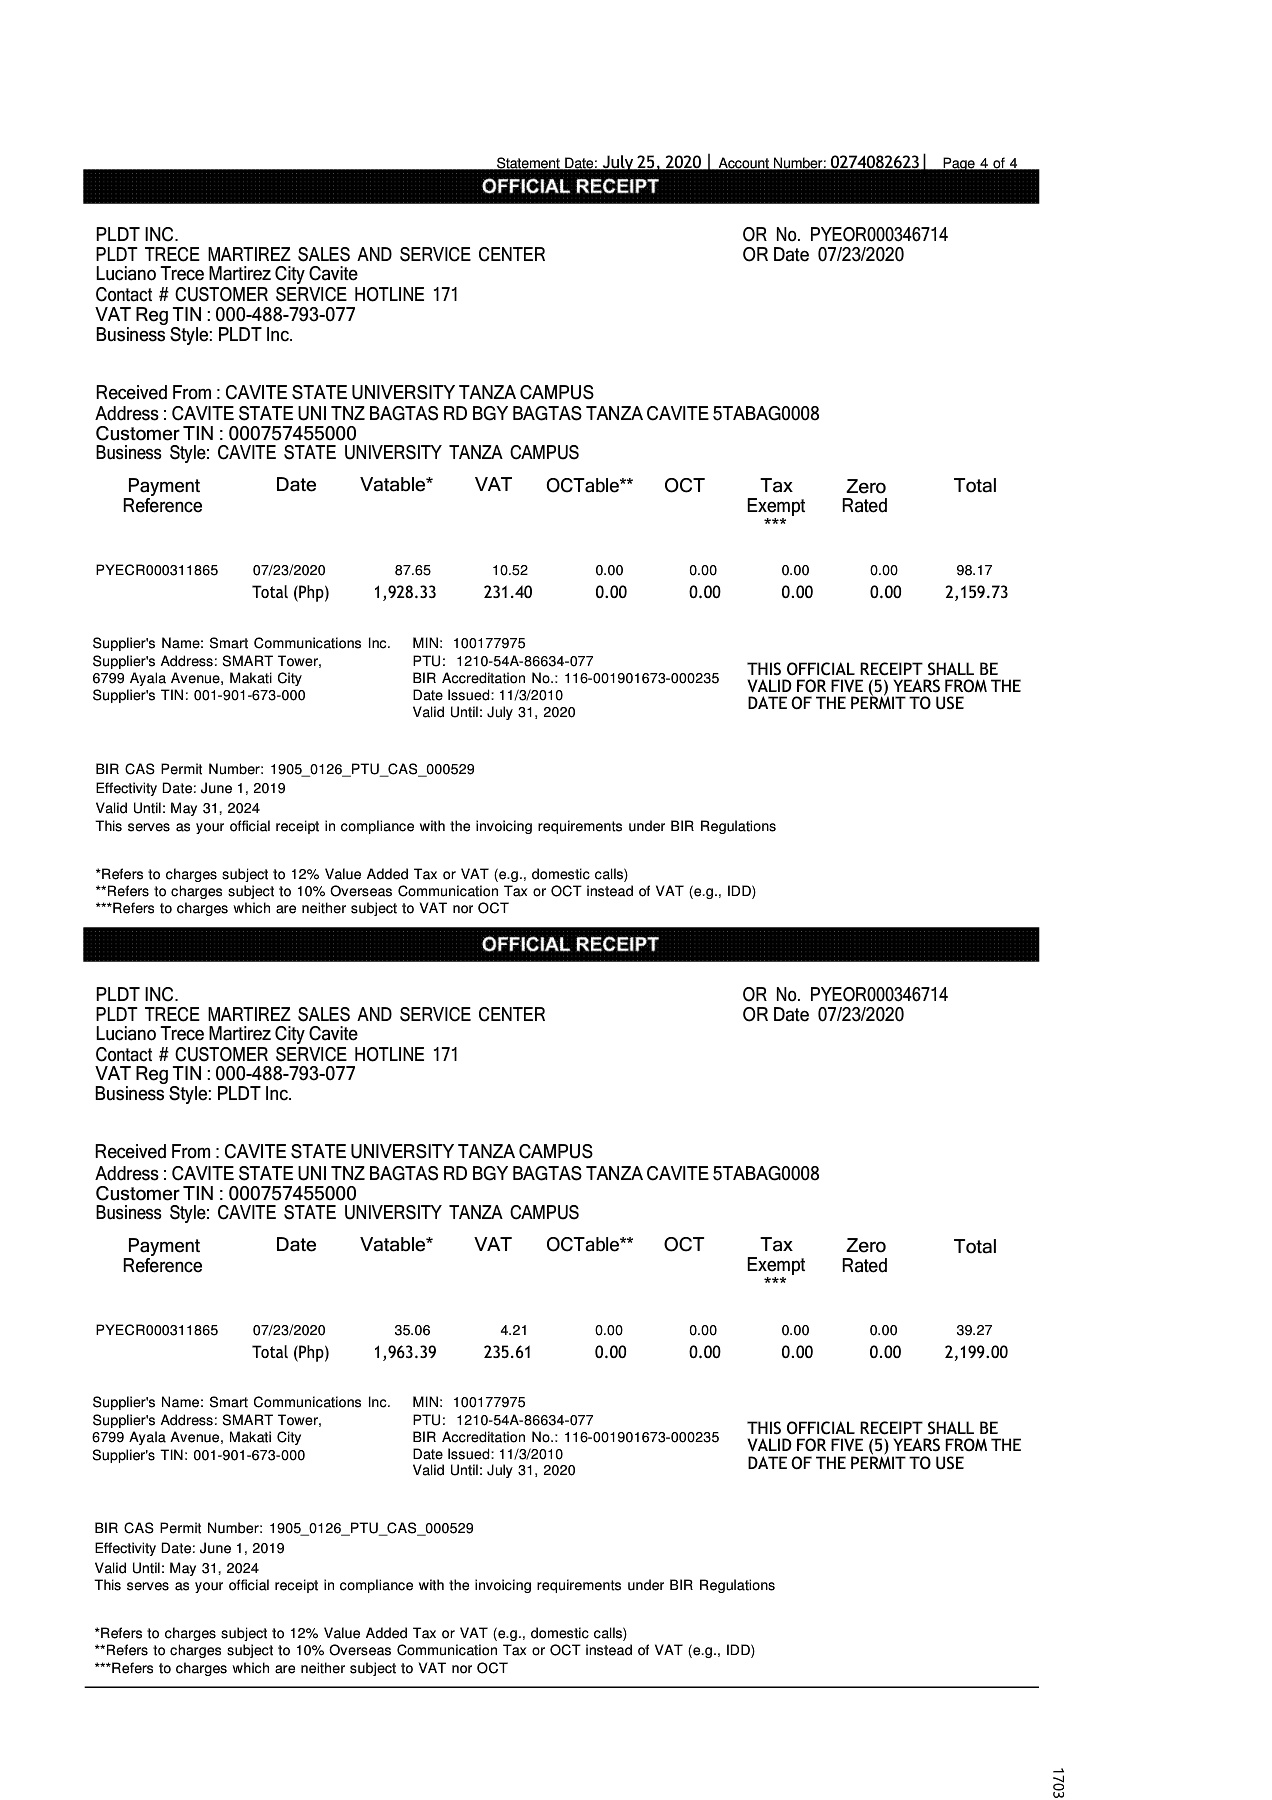 Statement Date: July 25, 2020 | Account Number: 0274082623 | Page 4 of 4
OFFICIAL RECEIPT
PLDT INC. OR No. PYEOR000346714
PLDT TRECE MARTIREZ SALES AND SERVICE CENTER OR Date 07/23/2020
Luciano Trece Martirez City Cavite
Contact # CUSTOMER SERVICE HOTLINE 171
VAT Reg TIN : 000-488-793-077
Business Style: PLDT Inc.
Received From : CAVITE STATE UNIVERSITY TANZA CAMPUS
Address : CAVITE STATE UNI TNZ BAGTAS RD BGY BAGTAS TANZA CAVITE 5TABAG0008
Customer TIN : 000757455000
Business Style: CAVITE STATE UNIVERSITY TANZA CAMPUS
Payment Date Vatable* VAT OCTable** OCT Tax Zero Total
Reference Exempt Rated
***
PYECR000311865 07/23/2020 87.65 10.52 0.00 0.00 0.00 0.00 98.17
Total (Php) 1,928.33 231.40 0.00 0.00 0.00 0.00 2,159.73
Supplier's Name: Smart Communications Inc. MIN: 100177975
Supplier's Address: SMART Tower, PTU: 1210-54A-86634-077 THIS OFFICIAL RECEIPT SHALL BE
6799 Ayala Avenue, Makati City BIR Accreditation No.: 116-001901673-000235 VALID FOR FIVE (5) YEARS FROM THE
Supplier's TIN: 001-901-673-000 Date Issued: 11/3/2010 DATE OF THE PERMIT TO USE
Valid Until: July 31, 2020
BIR CAS Permit Number: 1905_0126_PTU_CAS_000529
Effectivity Date: June 1, 2019
Valid Until: May 31, 2024
This serves as your official receipt in compliance with the invoicing requirements under BIR Regulations
*Refers to charges subject to 12% Value Added Tax or VAT (e.g., domestic calls)
**Refers to charges subject to 10% Overseas Communication Tax or OCT instead of VAT (e.g., IDD)
***Refers to charges which are neither subject to VAT nor OCT
OFFICIAL RECEIPT
PLDT INC. OR No. PYEOR000346714
PLDT TRECE MARTIREZ SALES AND SERVICE CENTER OR Date 07/23/2020
Luciano Trece Martirez City Cavite
Contact # CUSTOMER SERVICE HOTLINE 171
VAT Reg TIN : 000-488-793-077
Business Style: PLDT Inc.
Received From : CAVITE STATE UNIVERSITY TANZA CAMPUS
Address : CAVITE STATE UNI TNZ BAGTAS RD BGY BAGTAS TANZA CAVITE 5TABAG0008
Customer TIN : 000757455000
Business Style: CAVITE STATE UNIVERSITY TANZA CAMPUS
Payment Date Vatable* VAT OCTable** OCT Tax Zero Total
Reference Exempt Rated
***
PYECR000311865 07/23/2020 35.06 4.21 0.00 0.00 0.00 0.00 39.27
Total (Php) 1,963.39 235.61 0.00 0.00 0.00 0.00 2,199.00
Supplier's Name: Smart Communications Inc. MIN: 100177975
Supplier's Address: SMART Tower, PTU: 1210-54A-86634-077 THIS OFFICIAL RECEIPT SHALL BE
6799 Ayala Avenue, Makati City BIR Accreditation No.: 116-001901673-000235 VALID FOR FIVE (5) YEARS FROM THE
Supplier's TIN: 001-901-673-000 Date Issued: 11/3/2010 DATE OF THE PERMIT TO USE
Valid Until: July 31, 2020
BIR CAS Permit Number: 1905_0126_PTU_CAS_000529
Effectivity Date: June 1, 2019
Valid Until: May 31, 2024
This serves as your official receipt in compliance with the invoicing requirements under BIR Regulations
*Refers to charges subject to 12% Value Added Tax or VAT (e.g., domestic calls)
**Refers to charges subject to 10% Overseas Communication Tax or OCT instead of VAT (e.g., IDD)
***Refers to charges which are neither subject to VAT nor OCT
1703